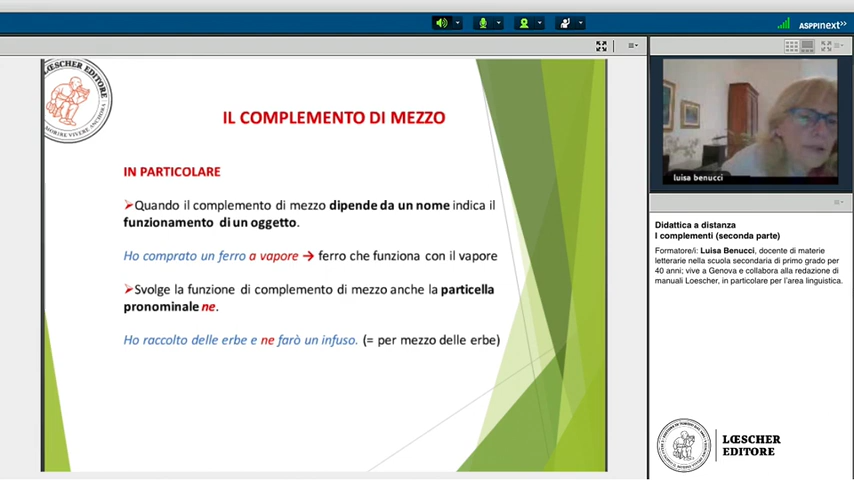 ASPPInext»
LŒSCHER EDITORE
IL COMPLEMENTO DI MEZZO
IN PARTICOLARE
➢Quando il complemento di mezzo dipende da un nome indica il
funzionamento di un oggetto.
Ho comprato un ferro a vapore → ferro che funziona con il vapore
➢Svolge la funzione di complemento di mezzo anche la particella
pronominale ne.
Ho raccolto delle erbe e ne farò un infuso. (= per mezzo delle erbe)
luisa benucci
Didattica a distanza
I complementi (seconda parte)
Formatore/i: Luisa Benucci, docente di materie
letterarie nella scuola secondaria di primo grado per
40 anni; vive a Genova e collabora alla redazione di
manuali Loescher, in particolare per l'area linguistica.
LŒSCHER
EDITORE